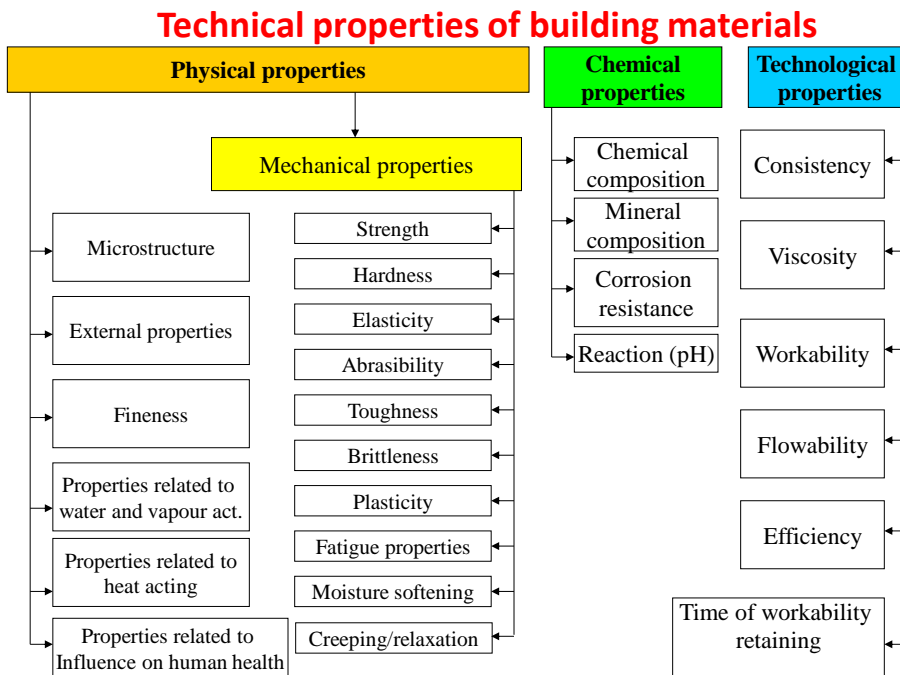 Technical properties of building materials
Physical properties
Chemical
properties
Technological
properties
Mechanical properties
Microstructure
External properties
Fineness
Properties related to
water and vapour act.
Properties related to
heat acting
Properties related to
Influence on human health
Strength
Hardness
Elasticity
Abrasibility
Toughness
Brittleness
Plasticity
Fatigue properties
Moisture softening
Creeping/relaxation
Chemical
composition
Mineral
composition
Corrosion
resistance
Reaction (pH)
Consistency
Viscosity
Workability
Flowability
Efficiency
Time of workability
retaining